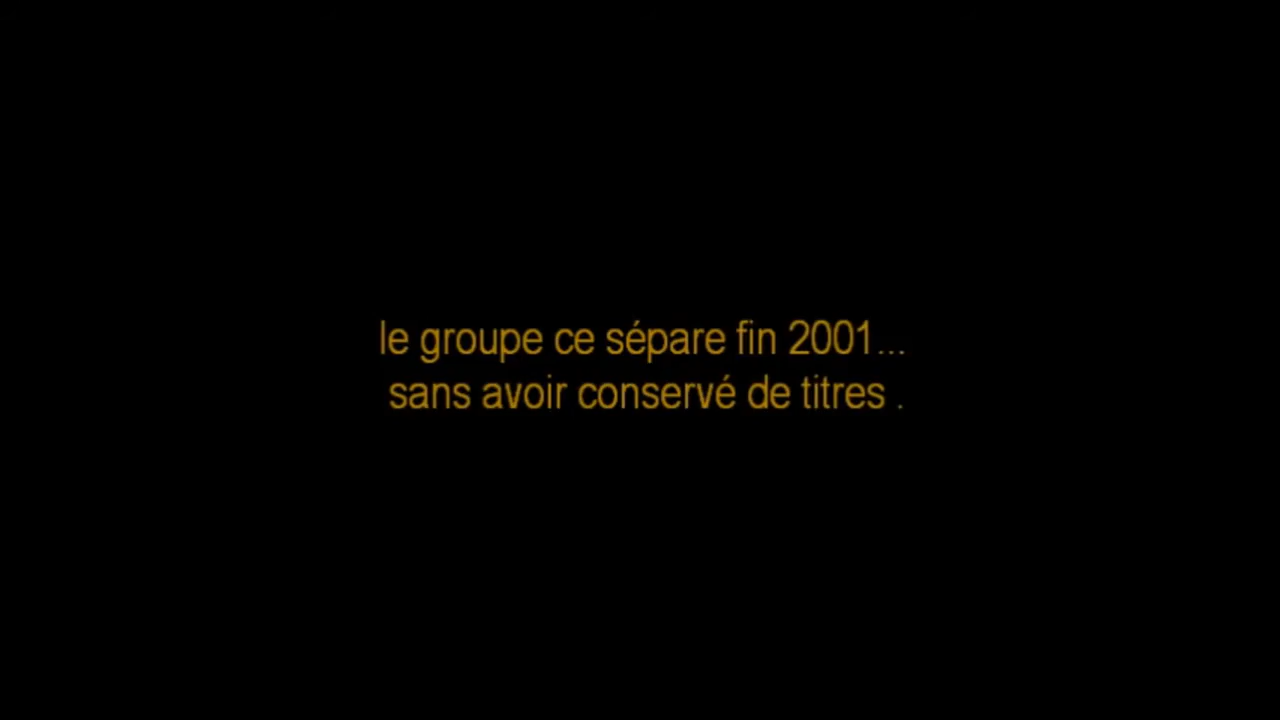 le groupe ce sépare fin 2001...
sans avoir conservé de titres .